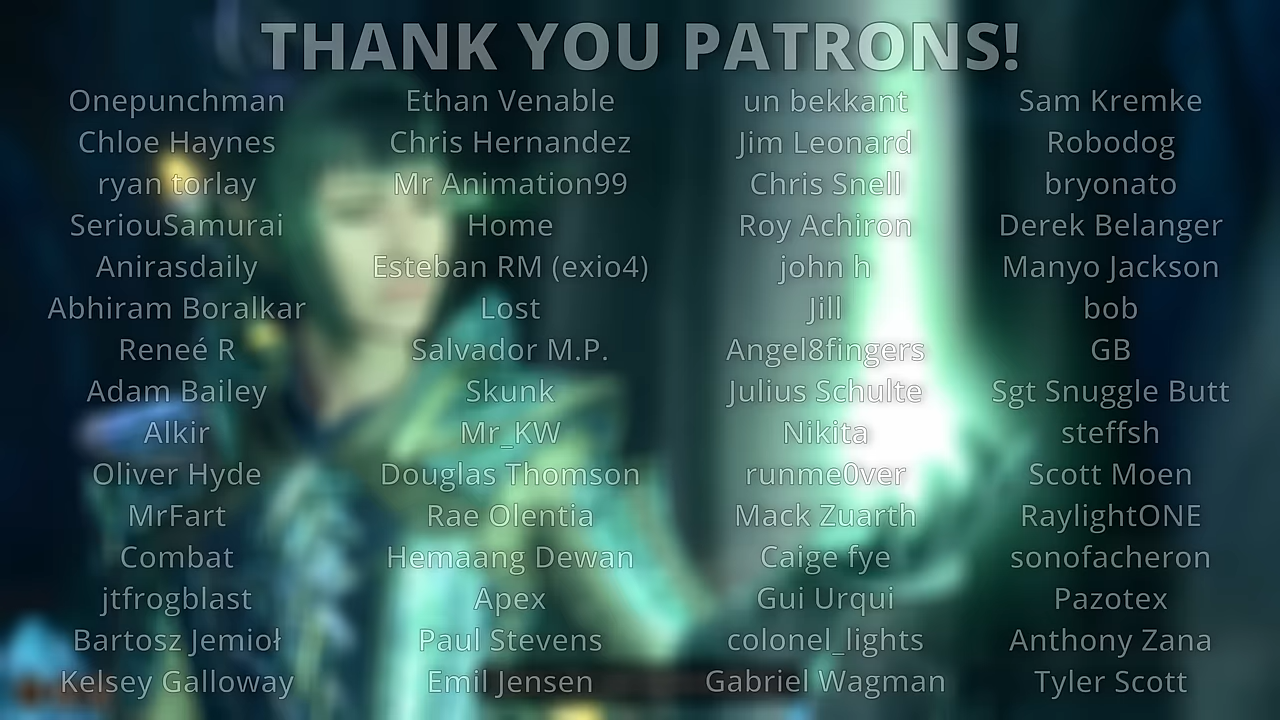 THANK YOU PATRONS!
Onepunchman
Chloe Haynes
ryan torlay
SeriouSamurai
Anirasdaily
Abhiram Boralkar
Reneé R
Adam Bailey
Alkir
Oliver Hyde
MrFart
Combat
jtfrogblast
Bartosz Jemioł
Kelsey Galloway
Ethan Venable
Chris Hernandez
Mr Animation99
Home
Esteban RM (exio4)
Lost
Salvador M.P.
Skunk
Mr_KW
Douglas Thomson
Rae Olentia
Hemaang Dewan
Apex
Paul Stevens
Emil Jensen
un bekkant
Jim Leonard
Chris Snell
Roy Achiron
john h
Jill
Angel8fingers
Julius Schulte
Nikita
runme0ver
Mack Zuarth
Caige fye
Gui Urqui
colonel_lights
Gabriel Wagman
Sam Kremke
Robodog
bryonato
Derek Belanger
Manyo Jackson
bob
GB
Sgt Snuggle Butt
steffsh
Scott Moen
RaylightONE
sonofacheron
Pazotex
Anthony Zana
Tyler Scott